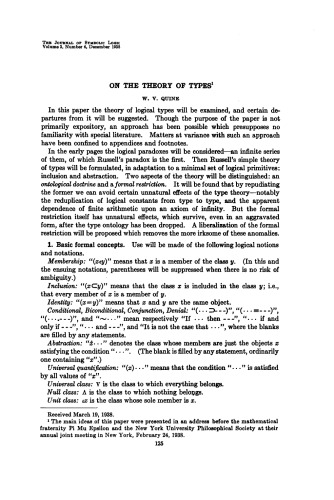 THE JOURNAL OF SYMBOLIC LOGIC
Volume 3, Number 4, December 1938
ON THE THEORY OF TYPES¹
W. V. QUINE
In this paper the theory of logical types will be examined, and certain de-
partures from it will be suggested. Though the purpose of the paper is not
primarily expository, an approach has been possible which presupposes no
familiarity with special literature. Matters at variance with such an approach
have been confined to appendices and footnotes.
In the early pages the logical paradoxes will be considered—an infinite series
of them, of which Russell's paradox is the first. Then Russell's simple theory
of types will be formulated, in adaptation to a minimal set of logical primitives:
inclusion and abstraction. Two aspects of the theory will be distinguished: an
ontological doctrine and a formal restriction. It will be found that by repudiating
the former we can avoid certain unnatural effects of the type theory—notably
the reduplication of logical constants from type to type, and the apparent
dependence of finite arithmetic upon an axiom of infinity. But the formal
restriction itself has unnatural effects, which survive, even in an aggravated
form, after the type ontology has been dropped. A liberalization of the formal
restriction will be proposed which removes the more irksome of these anomalies.
1. Basic formal concepts. Use will be made of the following logical notions
and notations.
Membership: "(xεy)" means that x is a member of the class y. (In this and
the ensuing notations, parentheses will be suppressed when there is no risk of
ambiguity.)
Inclusion: "(x⊂y)" means that the class x is included in the class y; i.e.,
that every member of x is a member of y.
Identity: "(x=y)" means that x and y are the same object.
Conditional, Biconditional, Conjunction, Denial: "(···⊃---)", "(···≡---)",
"(···.---)", and "~···" mean respectively "If ··· then ---", "··· if and
only if ---", "··· and ---", and "It is not the case that ···", where the blanks
are filled by any statements.
Abstraction: "x̂···" denotes the class whose members are just the objects x
satisfying the condition "···". (The blank is filled by any statement, ordinarily
one containing "x".)
Universal quantification: "(x)···" means that the condition "···" is satisfied
by all values of "x".
Universal class: V is the class to which everything belongs.
Null class: Λ is the class to which nothing belongs.
Unit class: ιx is the class whose sole member is x.
Received March 19, 1938.
¹ The main ideas of this paper were presented in an address before the mathematical
fraternity Pi Mu Epsilon and the New York University Philosophical Society at their
annual joint meeting in New York, February 24, 1938.
125